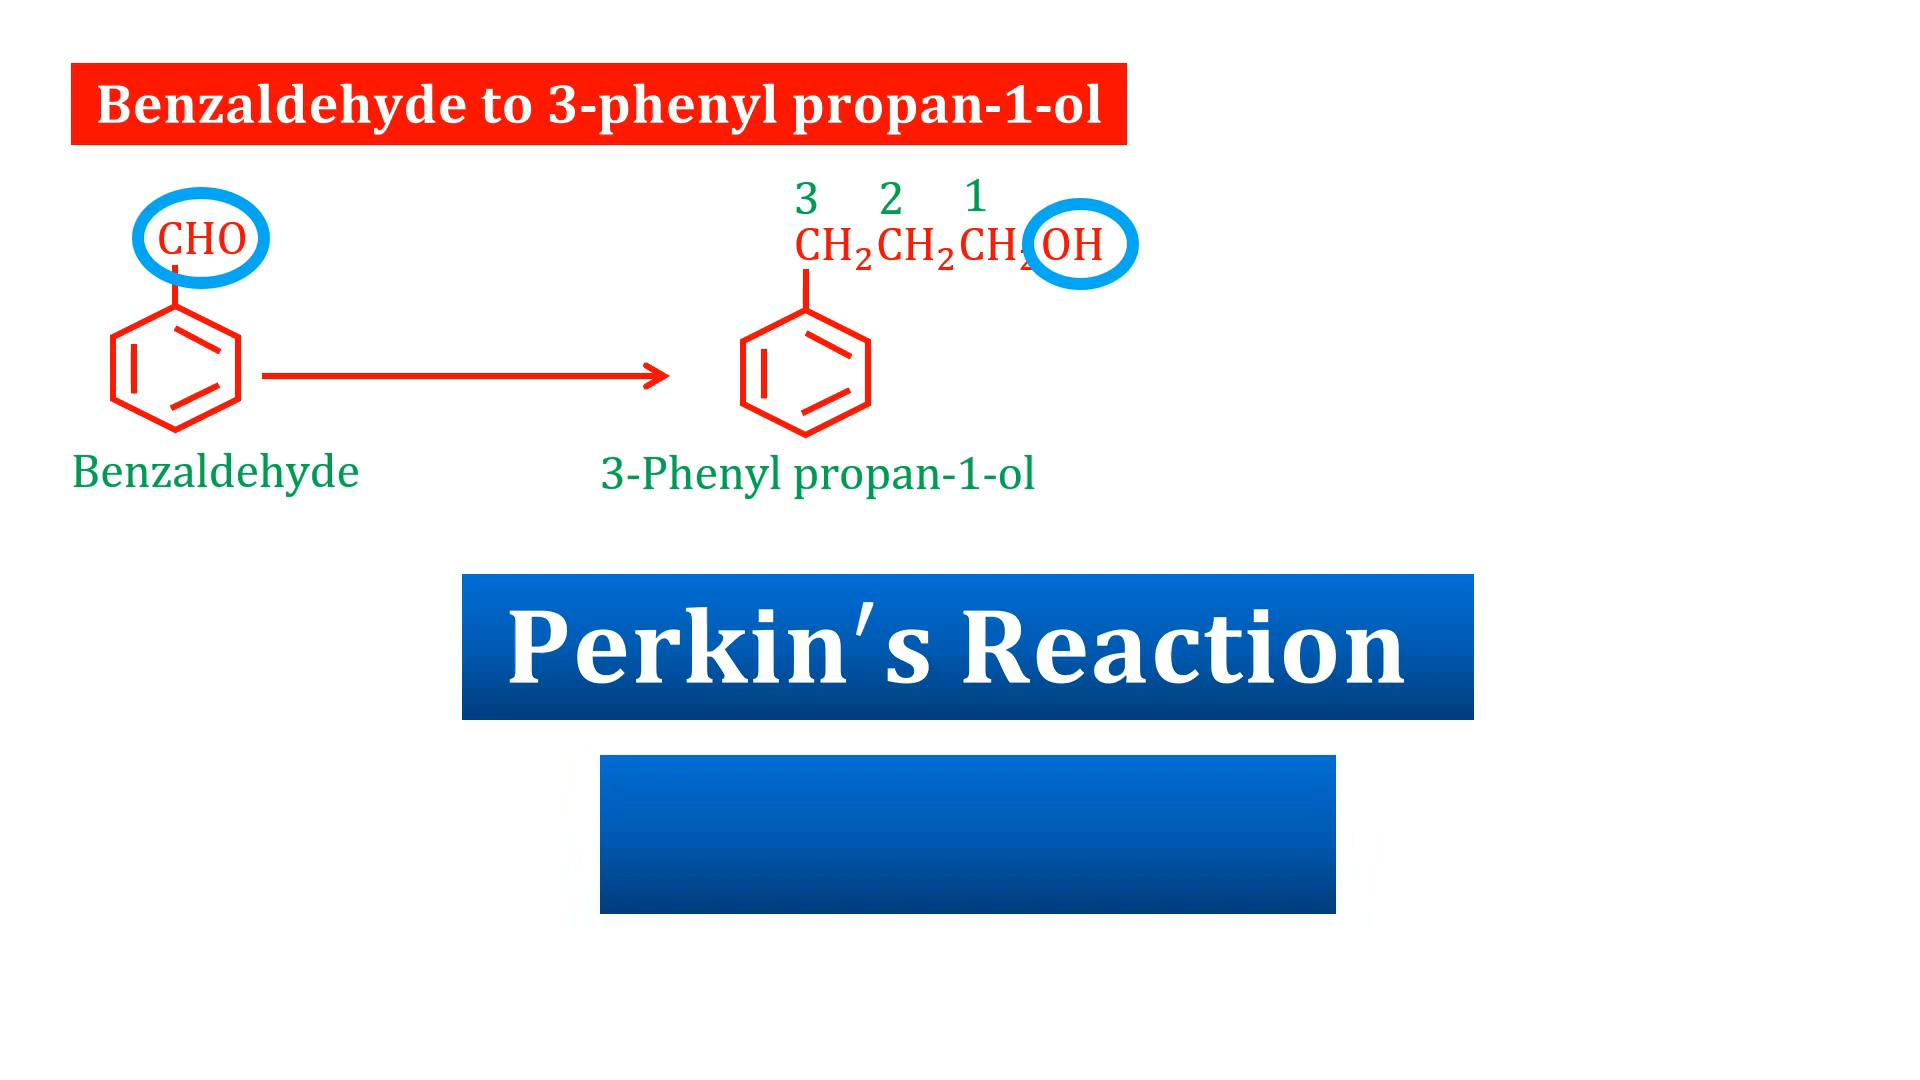 Benzaldehyde to 3-phenyl propan-1-ol
CHO
3 2 1
CH₂CH₂CH₂OH
Benzaldehyde
3-Phenyl propan-1-ol
Perkin′s Reaction